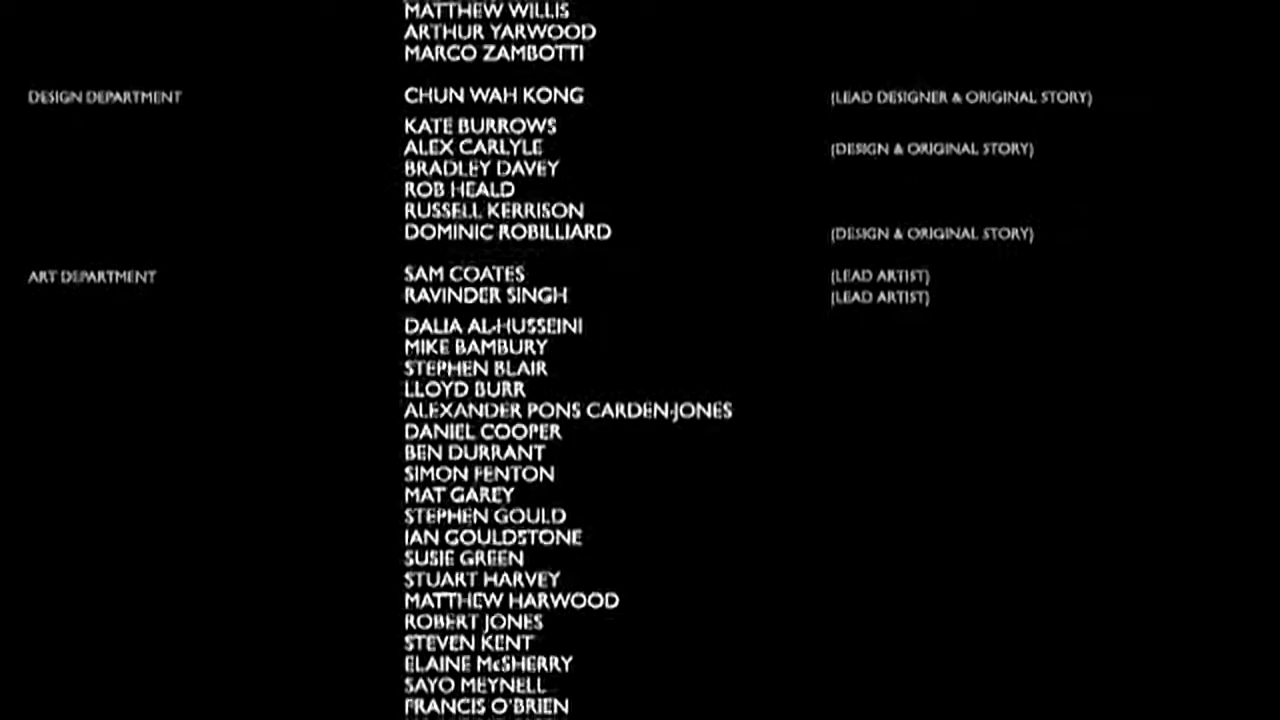 MATTHEW WILLIS
ARTHUR YARWOOD
MARCO ZAMBOTTI
DESIGN DEPARTMENT CHUN WAH KONG (LEAD DESIGNER & ORIGINAL STORY)
KATE BURROWS
ALEX CARLYLE (DESIGN & ORIGINAL STORY)
BRADLEY DAVEY
ROB HEALD
RUSSELL KERRISON
DOMINIC ROBILLIARD (DESIGN & ORIGINAL STORY)
ART DEPARTMENT SAM COATES (LEAD ARTIST)
RAVINDER SINGH (LEAD ARTIST)
DALIA AL-HUSSEINI
MIKE BAMBURY
STEPHEN BLAIR
LLOYD BURR
ALEXANDER PONS CARDEN-JONES
DANIEL COOPER
BEN DURRANT
SIMON FENTON
MAT GAREY
STEPHEN GOULD
IAN GOULDSTONE
SUSIE GREEN
STUART HARVEY
MATTHEW HARWOOD
ROBERT JONES
STEVEN KENT
ELAINE McSHERRY
SAYO MEYNELL
FRANCIS O'BRIEN